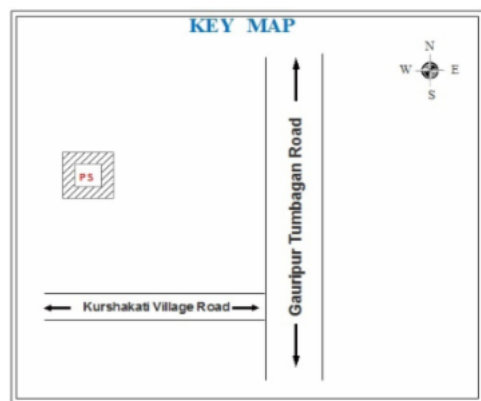 KEY MAP
N
W E
S
PS
Gauripur Tumbagan Road
Kurshakati Village Road